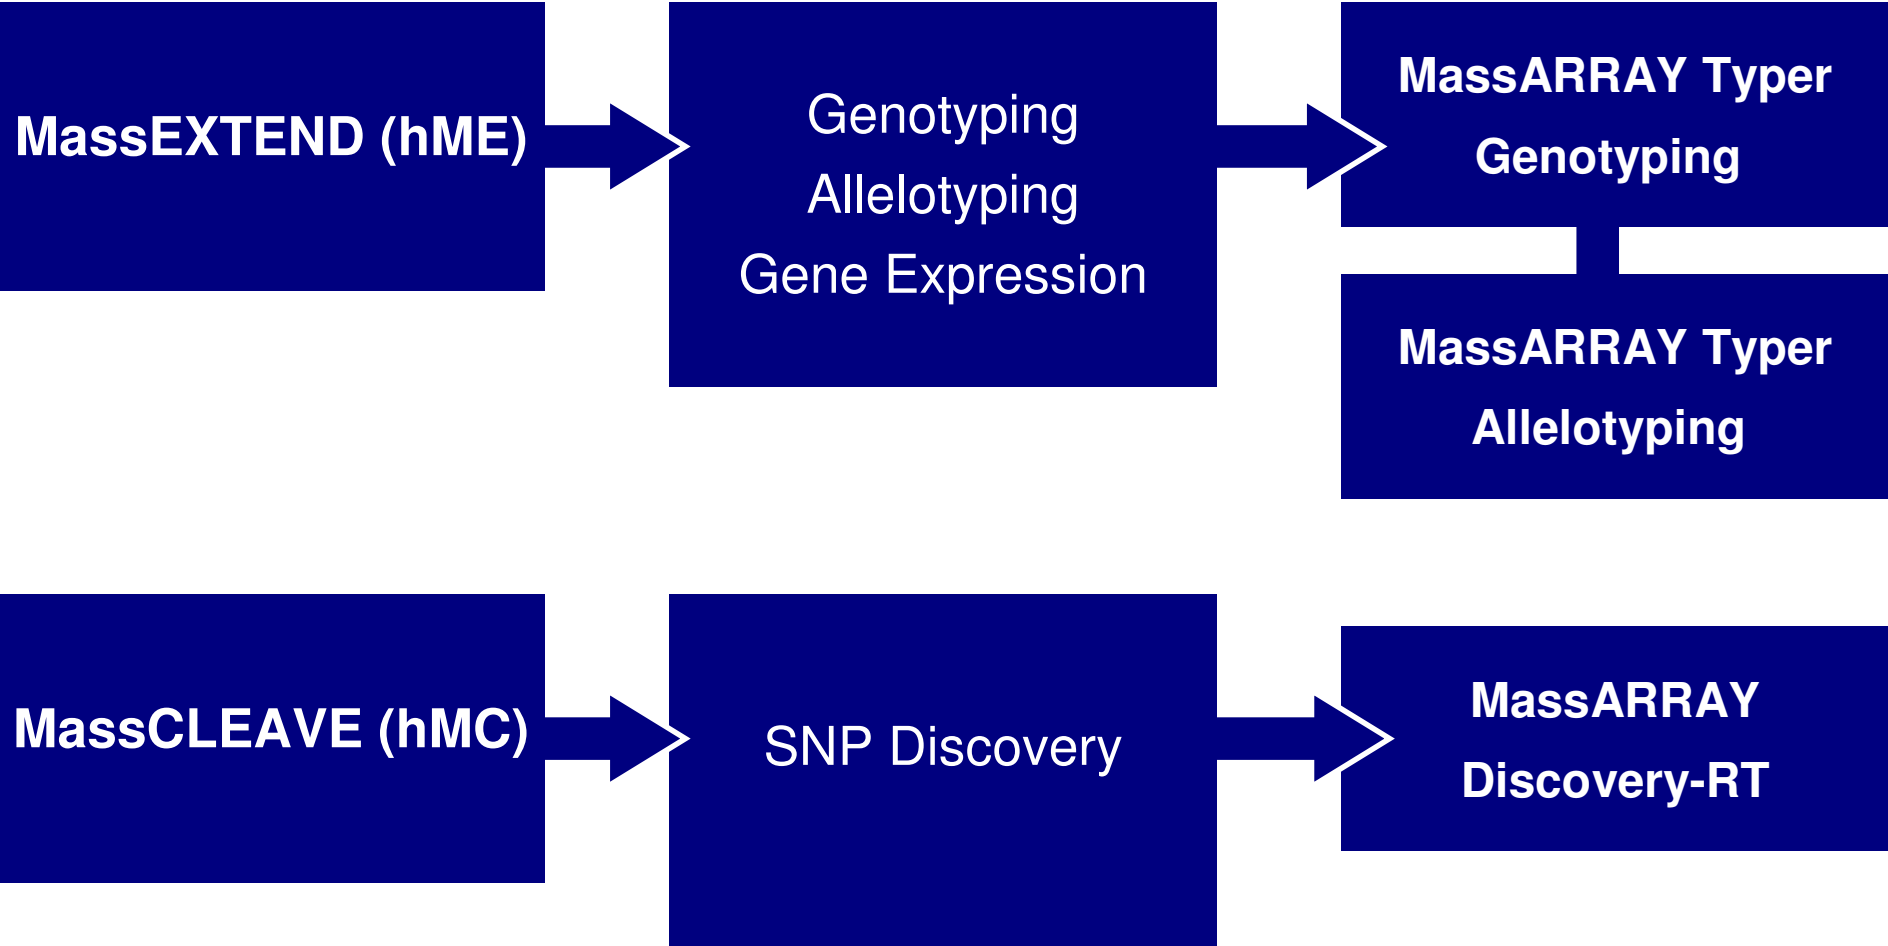 MassEXTEND (hME)
Genotyping
Allelotyping
Gene Expression
MassARRAY Typer
Genotyping
MassARRAY Typer
Allelotyping
MassCLEAVE (hMC)
SNP Discovery
MassARRAY
Discovery-RT